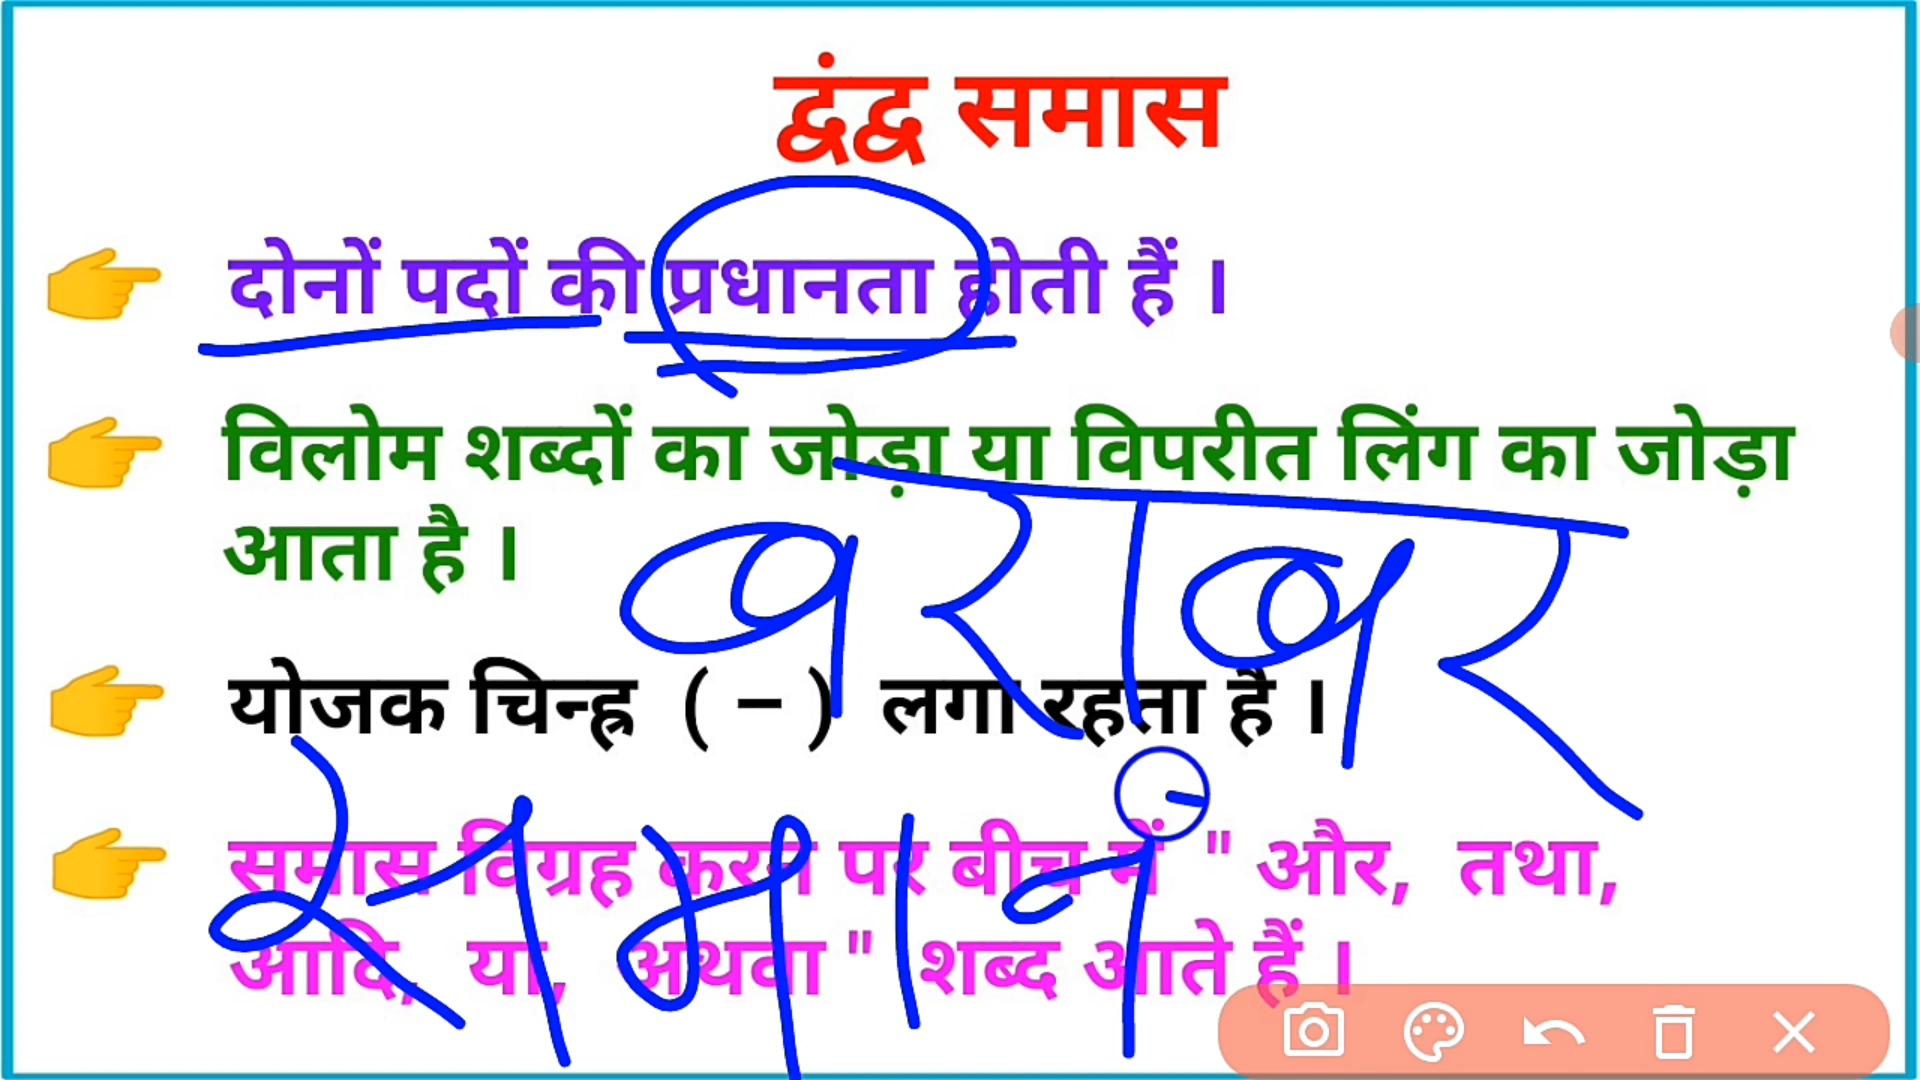 द्वंद्व समास
दोनों पदों की प्रधानता होती हैं ।
विलोम शब्दों का जोड़ा या विपरीत लिंग का जोड़ा
आता है ।
बराबर
योजक चिन्ह्र ( – ) लगा रहता है ।
समान
समास विग्रह करने पर बीच में " और, तथा,
आदि, या, अथवा " शब्द आते हैं ।